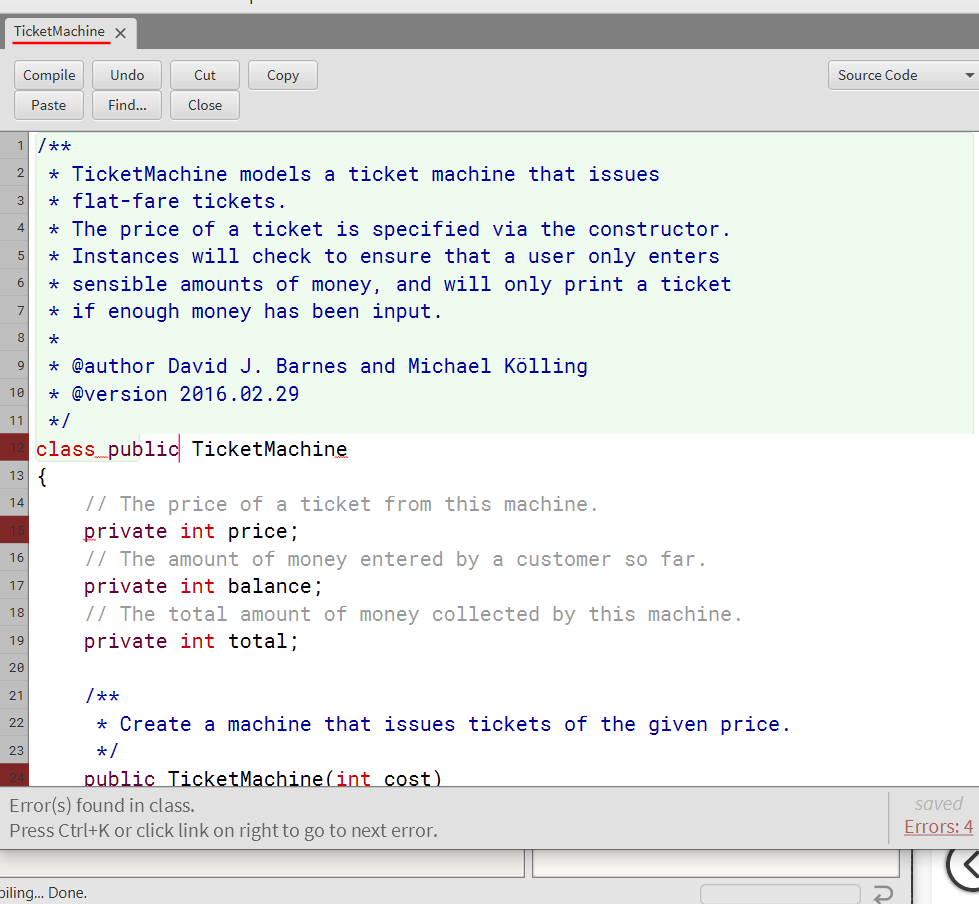 TicketMachine
Compile Undo Cut Copy Source Code
Paste Find... Close
1 /**
2 * TicketMachine models a ticket machine that issues
3 * flat-fare tickets.
4 * The price of a ticket is specified via the constructor.
5 * Instances will check to ensure that a user only enters
6 * sensible amounts of money, and will only print a ticket
7 * if enough money has been input.
8 *
9 * @author David J. Barnes and Michael Kölling
10 * @version 2016.02.29
11 */
12 class public TicketMachine
13 {
14 // The price of a ticket from this machine.
15 private int price;
16 // The amount of money entered by a customer so far.
17 private int balance;
18 // The total amount of money collected by this machine.
19 private int total;
20
21 /**
22 * Create a machine that issues tickets of the given price.
23 */
24 public TicketMachine(int cost)
Error(s) found in class.
Press Ctrl+K or click link on right to go to next error.
saved
Errors: 4
piling... Done.